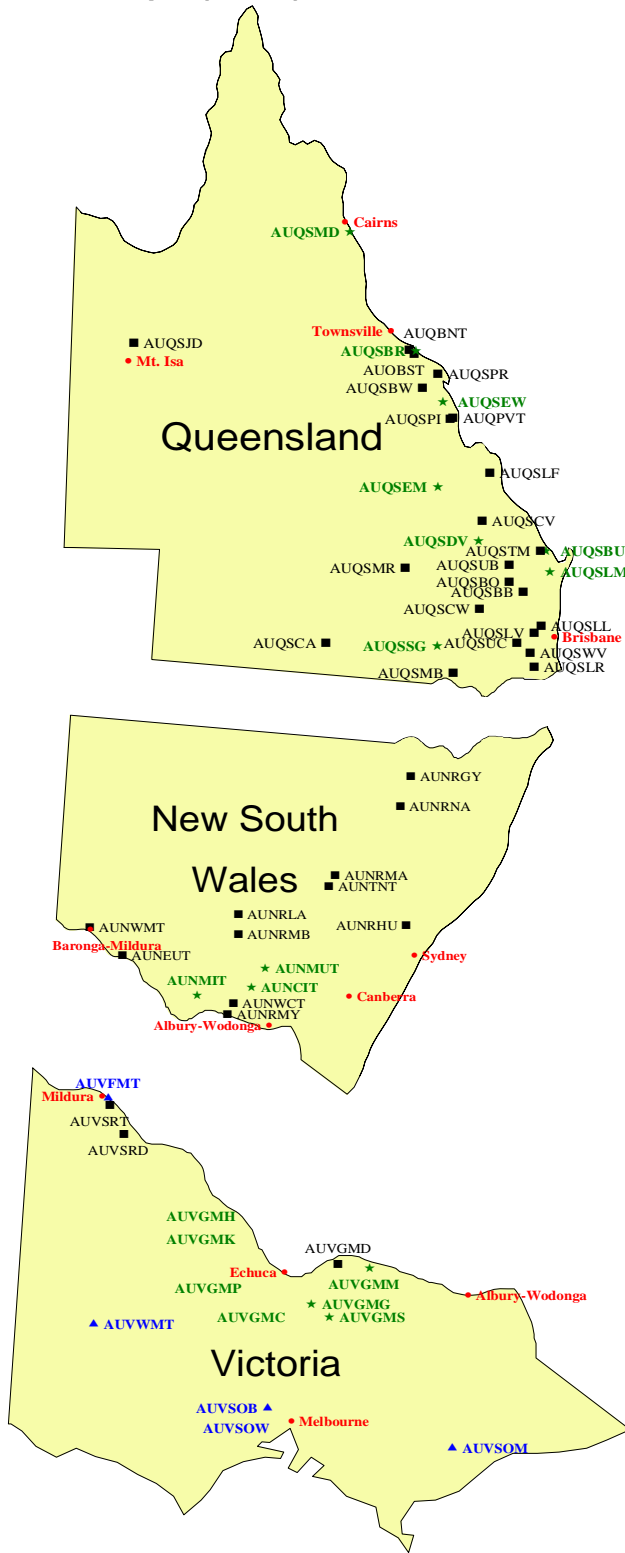 Cairns
AUQSMD
Townsville
AUQBNT
AUQSJD
AUQSBR
Mt. Isa
AUOBST
AUQSPR
AUQSBW
AUQSEW
AUQSPI
AUQPVT
Queensland
AUQSLF
AUQSEM
AUQSCV
AUQSDV
AUQSTM
AUQSBU
AUQSMR
AUQSUB
AUQSLM
AUQSBO
AUQSBB
AUQSCW
AUQSLL
AUQSLV
Brisbane
AUQSCA
AUQSSG
AUQSUC
AUQSWV
AUQSMB
AUQSLR
AUNRGY
AUNRNA
New South
Wales
AUNRMA
AUNTNT
AUNRLA
AUNWMT
AUNRHU
AUNRMB
Baronga-Mildura
AUNEUT
Sydney
AUNMUT
AUNMIT
AUNCIT
Canberra
AUNWCT
AUNRMY
Albury-Wodonga
AUVFMT
Mildura
AUVSRT
AUVSRD
AUVGMH
AUVGMK
AUVGMD
Echuca
AUVGMP
AUVGMM
Albury-Wodonga
AUVGMG
AUVGMC
AUVGMS
AUVWMT
Victoria
AUVSOB
Melbourne
AUVSOW
AUVSOM